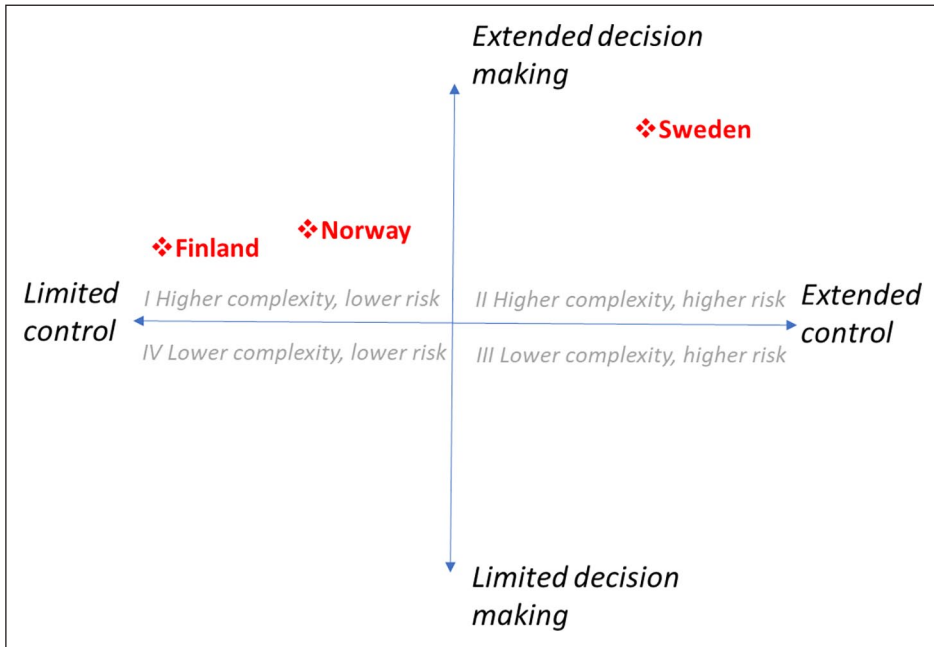 Extended decision
making
❖Sweden
❖Norway
❖Finland
Limited
control
I Higher complexity, lower risk
II Higher complexity, higher risk
Extended
control
IV Lower complexity, lower risk
III Lower complexity, higher risk
Limited decision
making